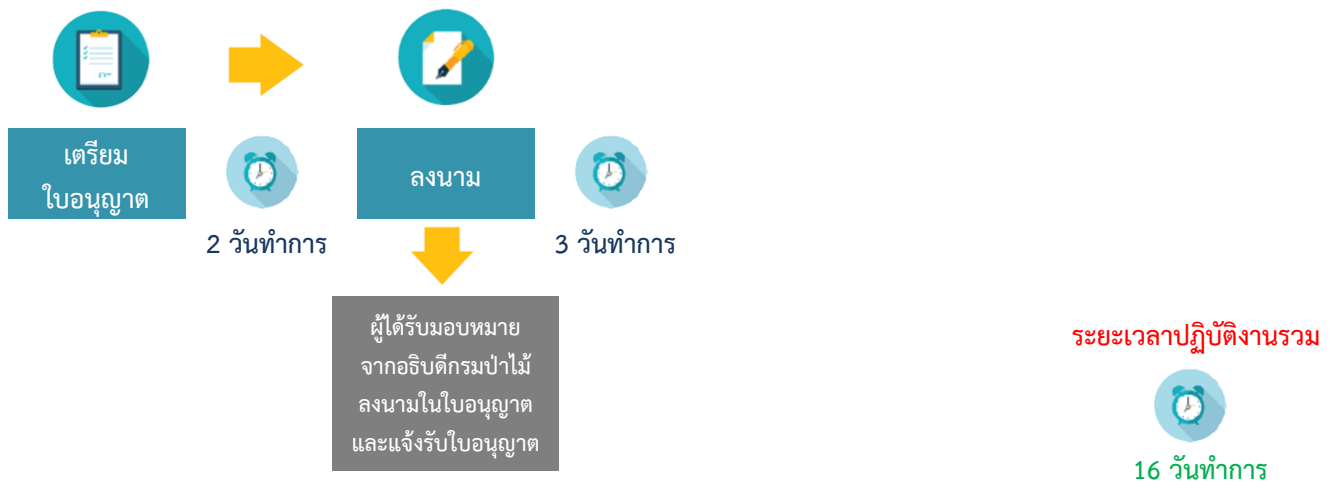 เตรียม
ใบอนุญาต
2 วันทำการ
ลงนาม
3 วันทำการ
ผู้ได้รับมอบหมาย
จากอธิบดีกรมป่าไม้
ลงนามในใบอนุญาต
และแจ้งรับใบอนุญาต
ระยะเวลาปฏิบัติงานรวม
16 วันทำการ